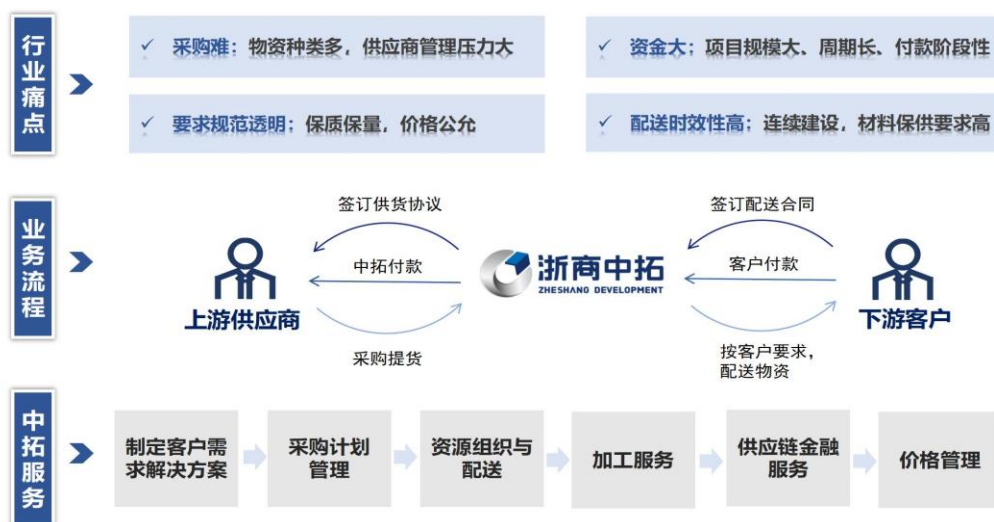 行业痛点
✓ 采购难：物资种类多，供应商管理压力大
✓ 资金大；项目规模大、周期长、付款阶段性
✓ 要求规范透明；保质保量，价格公允
✓ 配送时效性高；连续建设，材料保供要求高
业务流程
签订供货协议
签订配送合同
中拓付款
浙商中拓
ZHESHANG DEVELOPMENT
客户付款
上游供应商
下游客户
采购提货
按客户要求，
配送物资
中拓服务
制定客户需
求解决方案
采购计划
管理
资源组织与
配送
加工服务
供应链金融
服务
价格管理